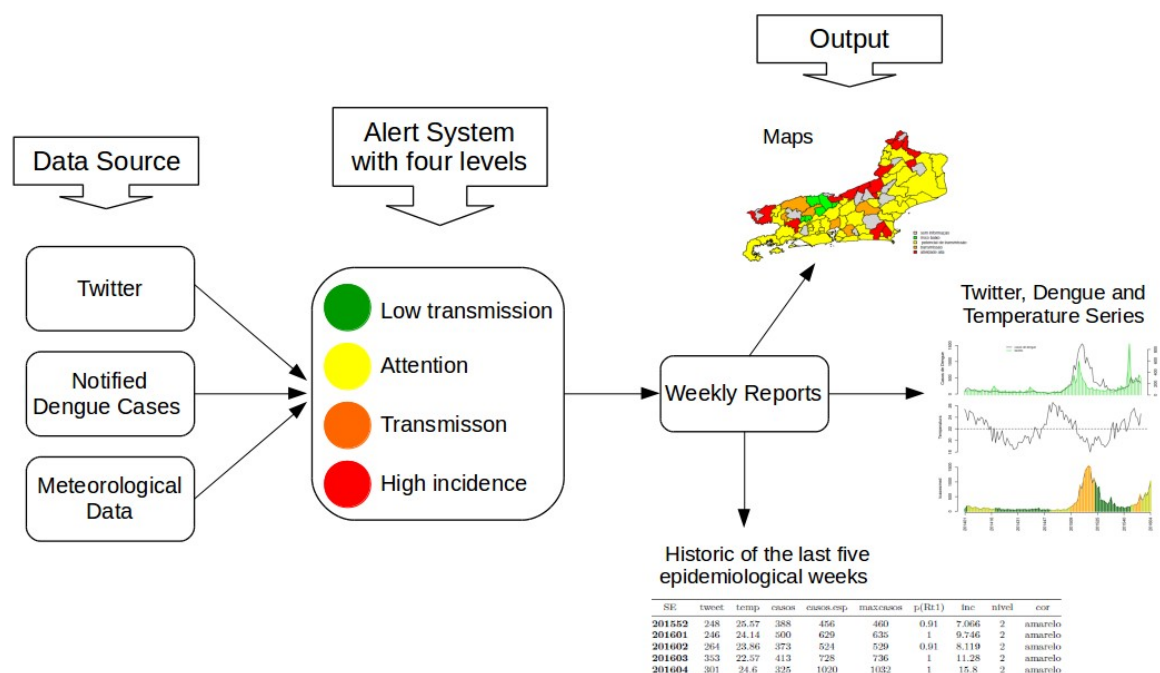 Output
Data Source
Alert System
with four levels
Maps
Twitter
Notified
Dengue Cases
Meteorological
Data
Low transmission
Attention
Transmisson
High incidence
Weekly Reports
Twitter, Dengue and
Temperature Series
Historic of the last five
epidemiological weeks
SE tweet temp casos casos.esp maxcasos p(Rt1) inc nivel cor
201552 248 25.57 388 456 460 0.91 7.066 2 amarelo
201601 246 24.14 500 629 635 1 9.746 2 amarelo
201602 264 23.86 373 524 529 0.91 8.119 2 amarelo
201603 353 22.57 413 728 736 1 11.28 2 amarelo
201604 301 24.6 325 1020 1032 1 15.8 2 amarelo